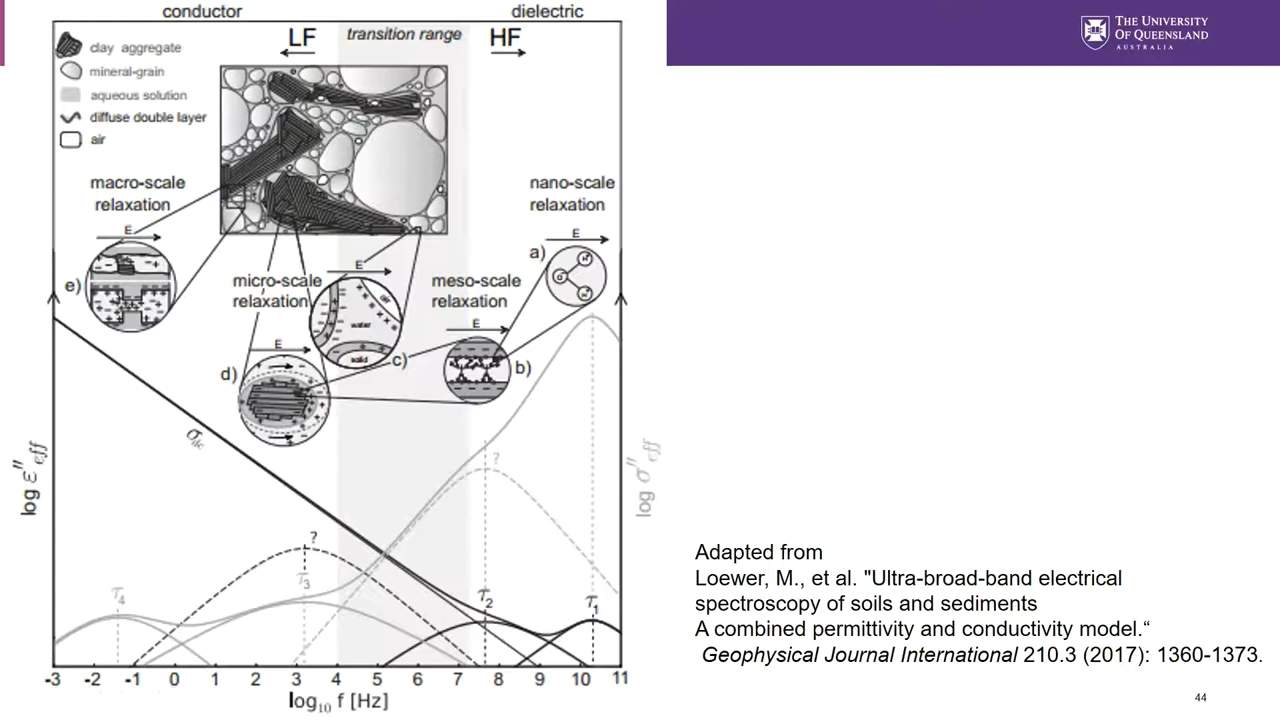 conductor
dielectric
LF
transition range
HF
clay aggregate
mineral-grain
aqueous solution
diffuse double layer
air
macro-scale
relaxation
nano-scale
relaxation
E
E
a)
e)
micro-scale
relaxation
E
air
water
solid
c)
meso-scale
relaxation
E
b)
E
d)
σdc
log ε''eff
log σ''eff
?
?
τ4
τ3
τ2
τ1
-3 -2 -1 0 1 2 3 4 5 6 7 8 9 10 11
log10 f [Hz]
THE UNIVERSITY
OF QUEENSLAND
AUSTRALIA
Adapted from
Loewer, M., et al. "Ultra-broad-band electrical
spectroscopy of soils and sediments
A combined permittivity and conductivity model.“
Geophysical Journal International 210.3 (2017): 1360-1373.
44